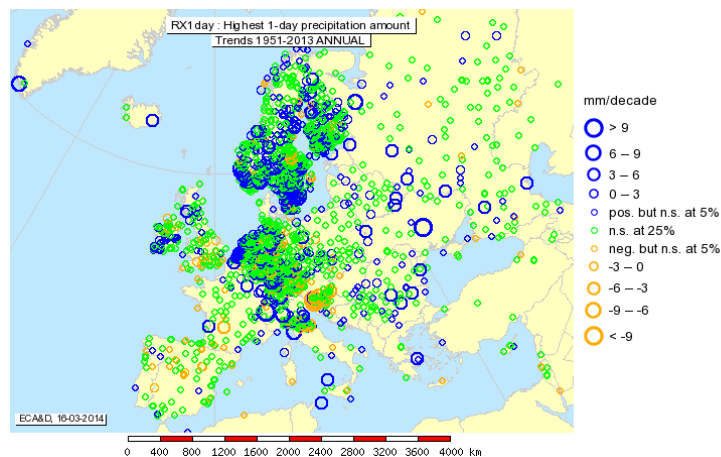 RX1day : Highest 1-day precipitation amount
Trends 1951-2013 ANNUAL
mm/decade
> 9
6 – 9
3 – 6
0 – 3
pos. but n.s. at 5%
n.s. at 25%
neg. but n.s. at 5%
-3 – 0
-6 – -3
-9 – -6
< -9
ECA&D, 16-03-2014
0 400 800 1200 1600 2000 2400 2800 3200 3600 4000 km